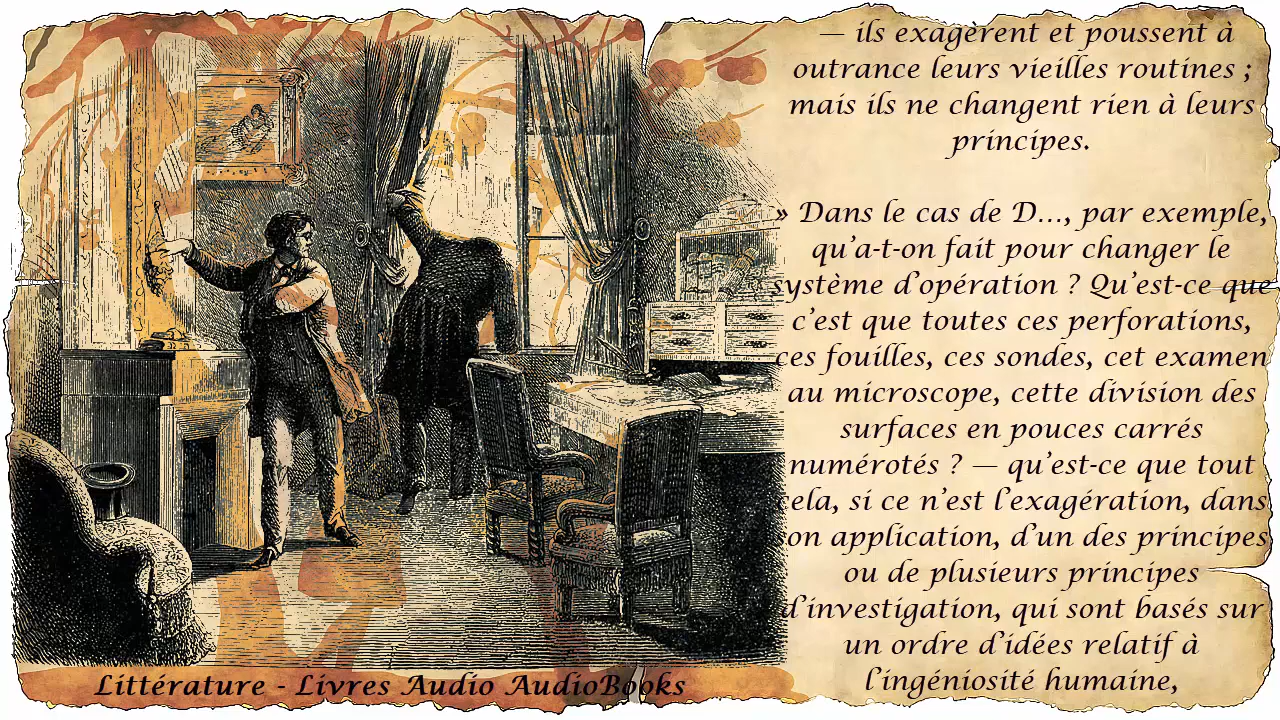 — ils exagèrent et poussent à
outrance leurs vieilles routines ;
mais ils ne changent rien à leurs
principes.
» Dans le cas de D…, par exemple,
qu’a-t-on fait pour changer le
système d’opération ? Qu’est-ce que
c’est que toutes ces perforations,
ces fouilles, ces sondes, cet examen
au microscope, cette division des
surfaces en pouces carrés
numérotés ? — qu’est-ce que tout
cela, si ce n’est l’exagération, dans
son application, d’un des principes
ou de plusieurs principes
d’investigation, qui sont basés sur
un ordre d’idées relatif à
l’ingéniosité humaine,
Littérature - Livres Audio AudioBooks